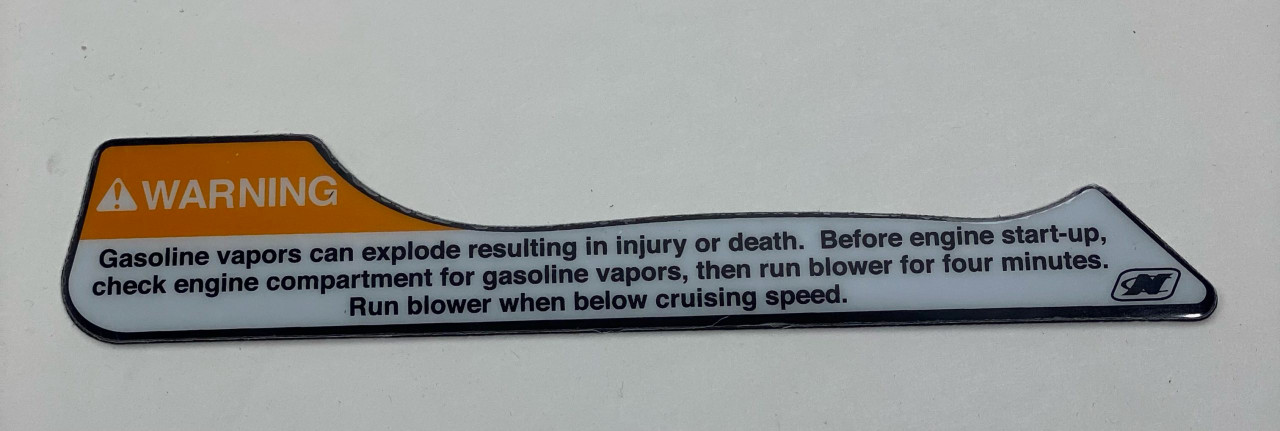 WARNING
Gasoline vapors can explode resulting in injury or death. Before engine start-up,
check engine compartment for gasoline vapors, then run blower for four minutes.
Run blower when below cruising speed.
N